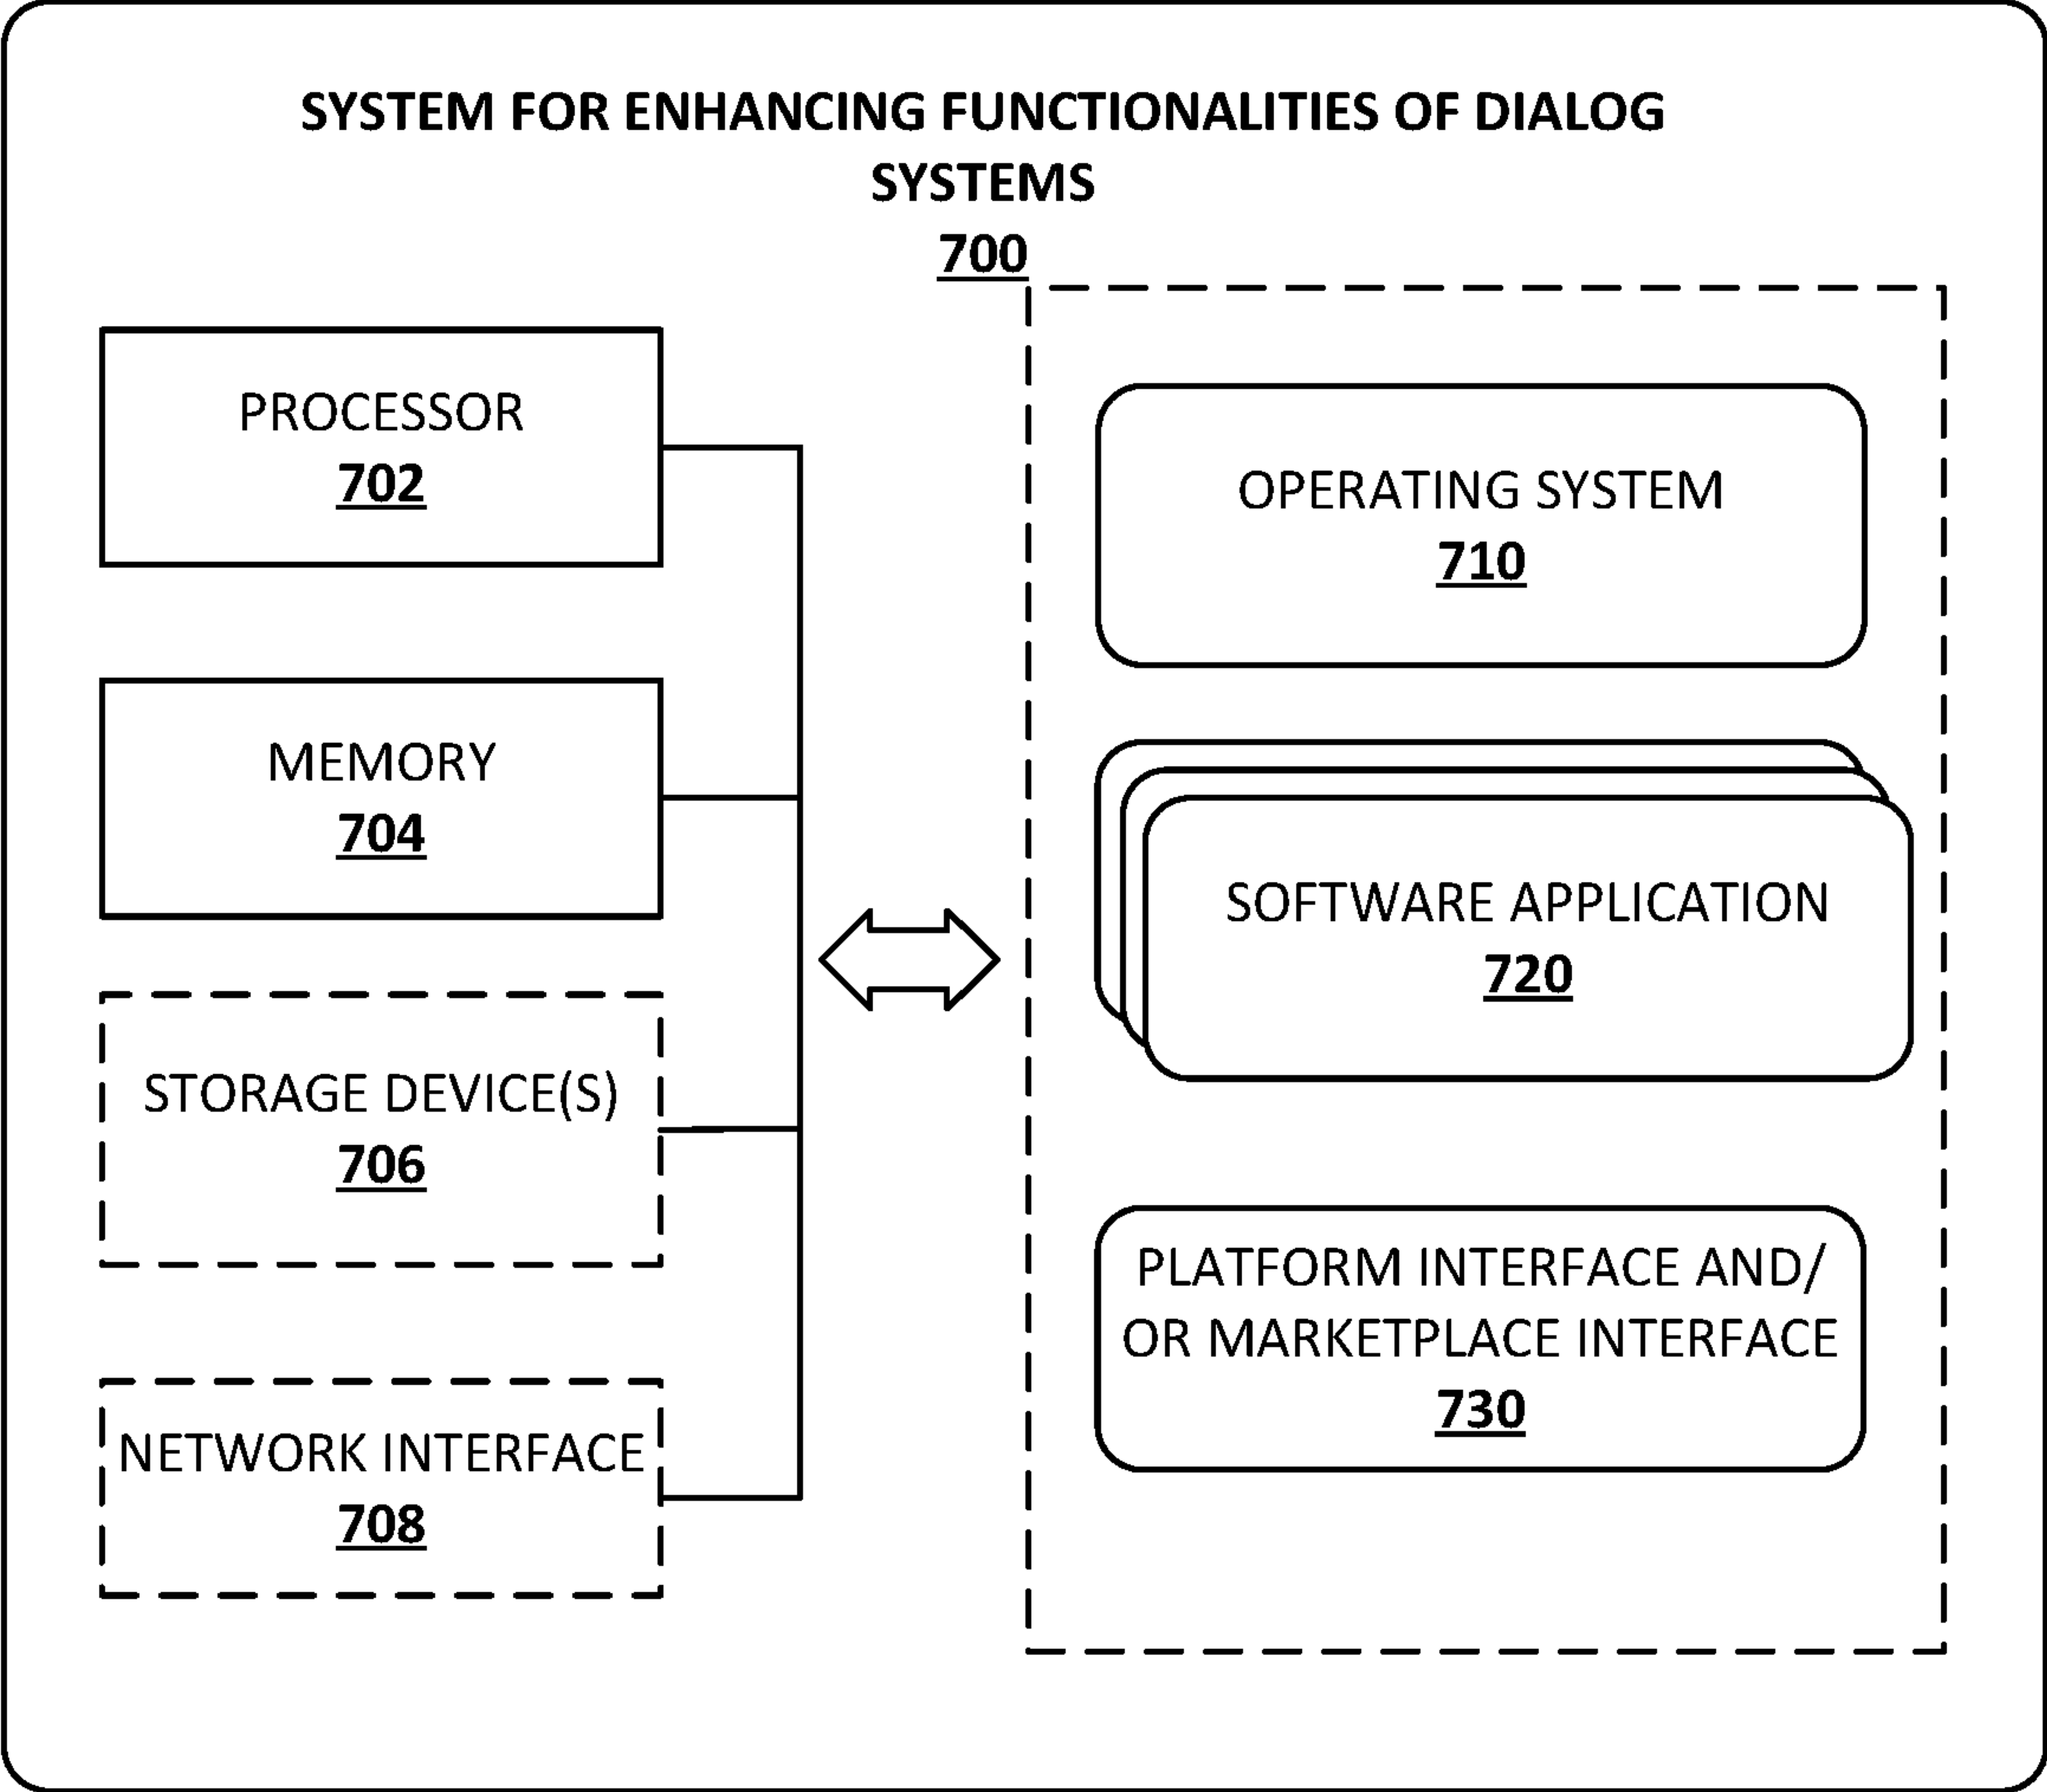 SYSTEM FOR ENHANCING FUNCTIONALITIES OF DIALOG
SYSTEMS
700
PROCESSOR
702
MEMORY
704
STORAGE DEVICE(S)
706
NETWORK INTERFACE
708
OPERATING SYSTEM
710
SOFTWARE APPLICATION
720
PLATFORM INTERFACE AND/
OR MARKETPLACE INTERFACE
730